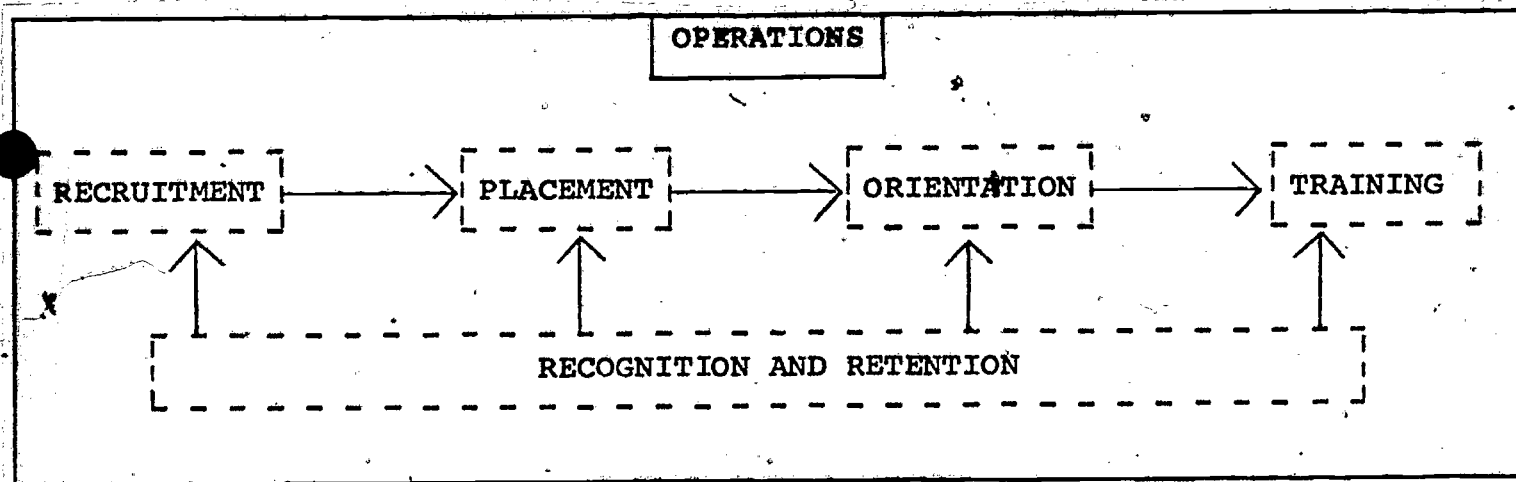 OPERATIONS
RECRUITMENT PLACEMENT ORIENTATION TRAINING
RECOGNITION AND RETENTION